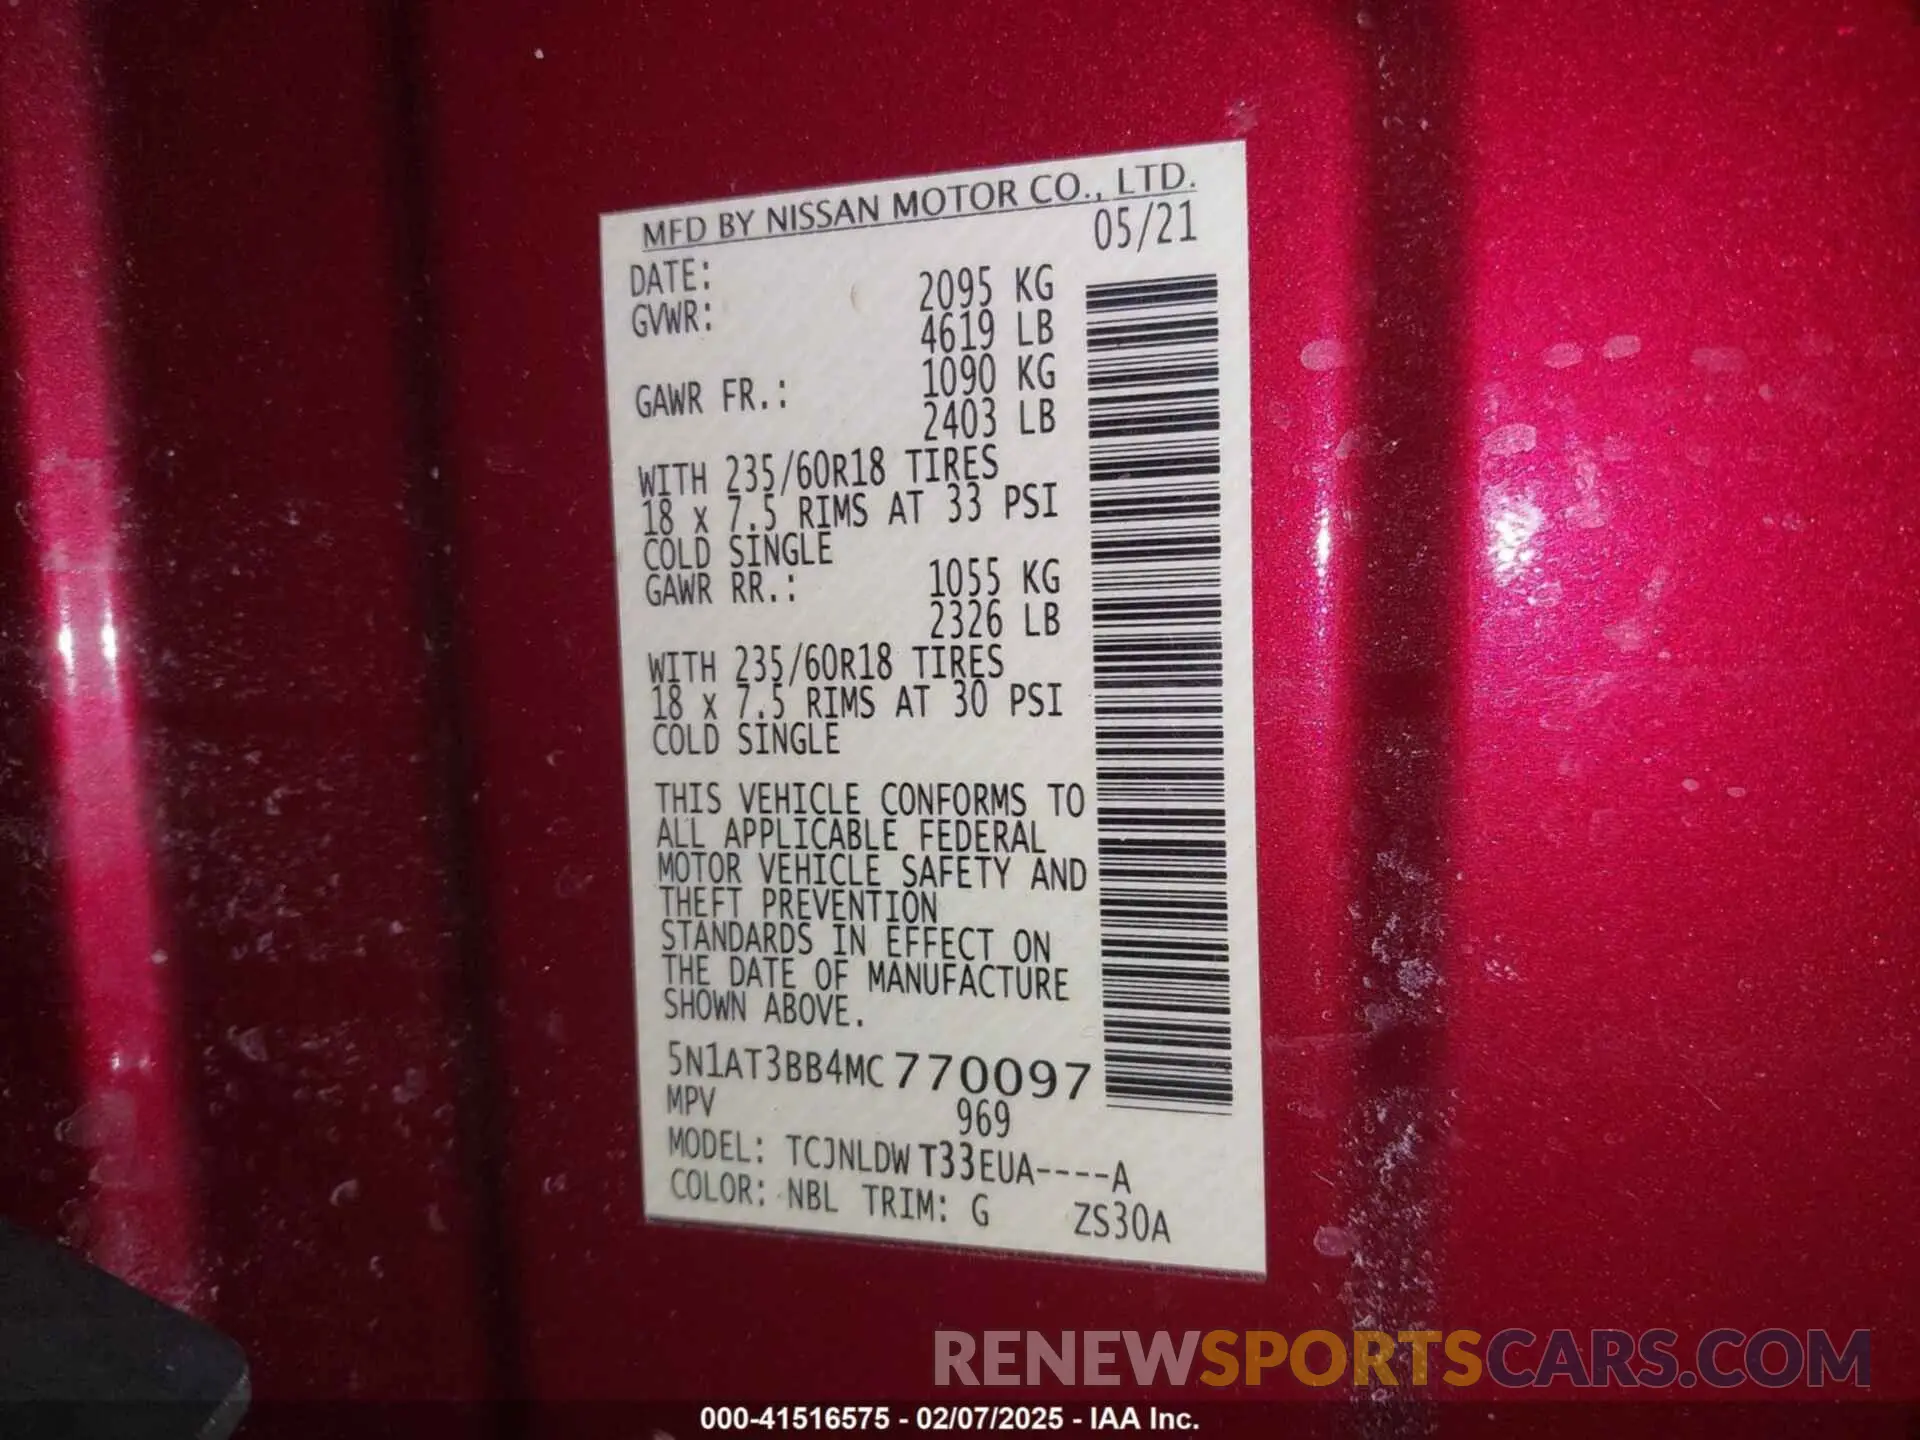 MFD BY NISSAN MOTOR CO., LTD.
DATE: 05/21
GVWR: 2095 KG
4619 LB
GAWR FR.: 1090 KG
2403 LB
WITH 235/60R18 TIRES
18 x 7.5 RIMS AT 33 PSI
COLD SINGLE
GAWR RR.: 1055 KG
2326 LB
WITH 235/60R18 TIRES
18 x 7.5 RIMS AT 30 PSI
COLD SINGLE
THIS VEHICLE CONFORMS TO
ALL APPLICABLE FEDERAL
MOTOR VEHICLE SAFETY AND
THEFT PREVENTION
STANDARDS IN EFFECT ON
THE DATE OF MANUFACTURE
SHOWN ABOVE.
5N1AT3BB4MC770097
MPV 969
MODEL: TCJNLDWT33EUA----A
COLOR: NBL TRIM: G ZS30A
RENEWSPORTSCARS.COM
000-41516575 - 02/07/2025 - IAA Inc.